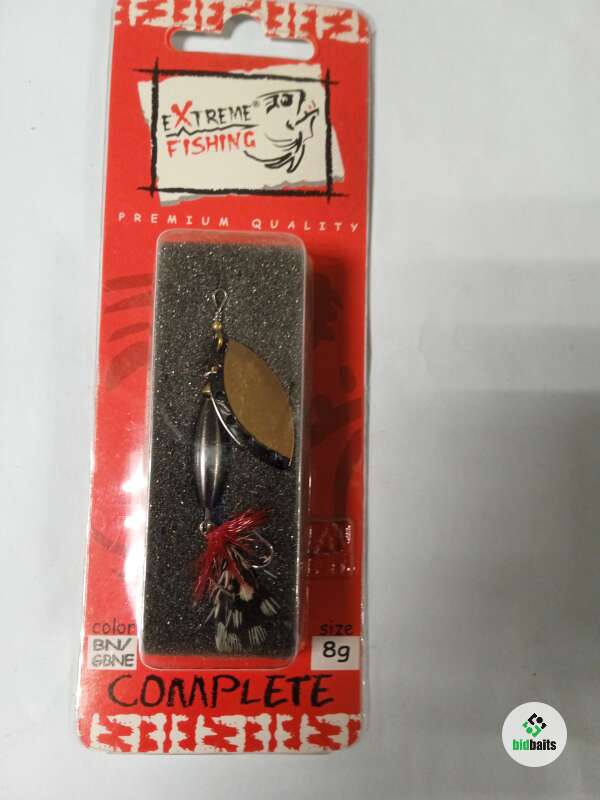 EXTREME®
FISHING
PREMIUM QUALITY
color
BN/
GBNE
size
8g
COMPLETE
bidbaits